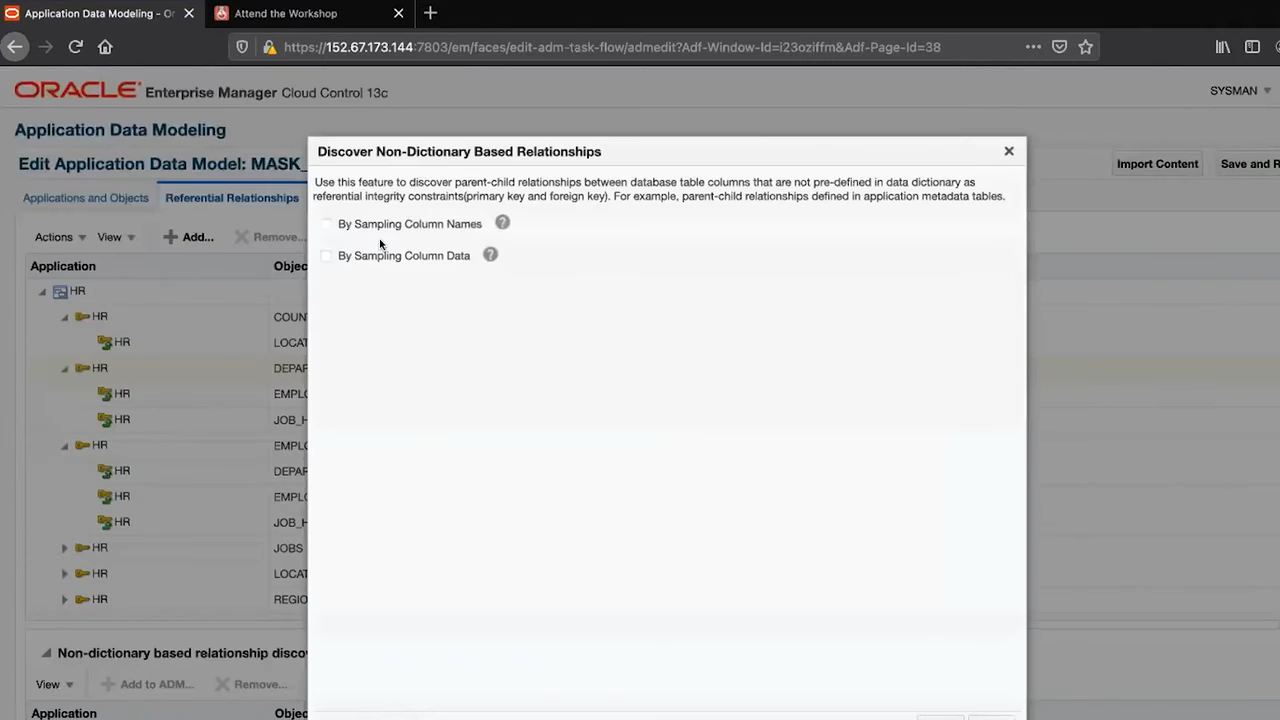 Application Data Modeling - Or
Attend the Workshop
https://152.67.173.144:7803/em/faces/edit-adm-task-flow/admedit?Adf-Window-Id=i23oziffm&Adf-Page-Id=38
ORACLE Enterprise Manager Cloud Control 13c
SYSMAN
Application Data Modeling
Edit Application Data Model: MASK_
Import Content
Save and R
Applications and Objects
Referential Relationships
Actions
View
Add...
Remove...
Application
Objec
HR
HR COUN
HR LOCAT
HR DEPAR
HR EMPLO
HR JOB_H
HR EMPLO
HR DEPAR
HR EMPLO
HR JOB_H
HR JOBS
HR LOCAT
HR REGIO
Non-dictionary based relationship disco
View
Add to ADM...
Remove...
Application
Objec
Discover Non-Dictionary Based Relationships
Use this feature to discover parent-child relationships between database table columns that are not pre-defined in data dictionary as
referential integrity constraints(primary key and foreign key). For example, parent-child relationships defined in application metadata tables.
By Sampling Column Names
By Sampling Column Data